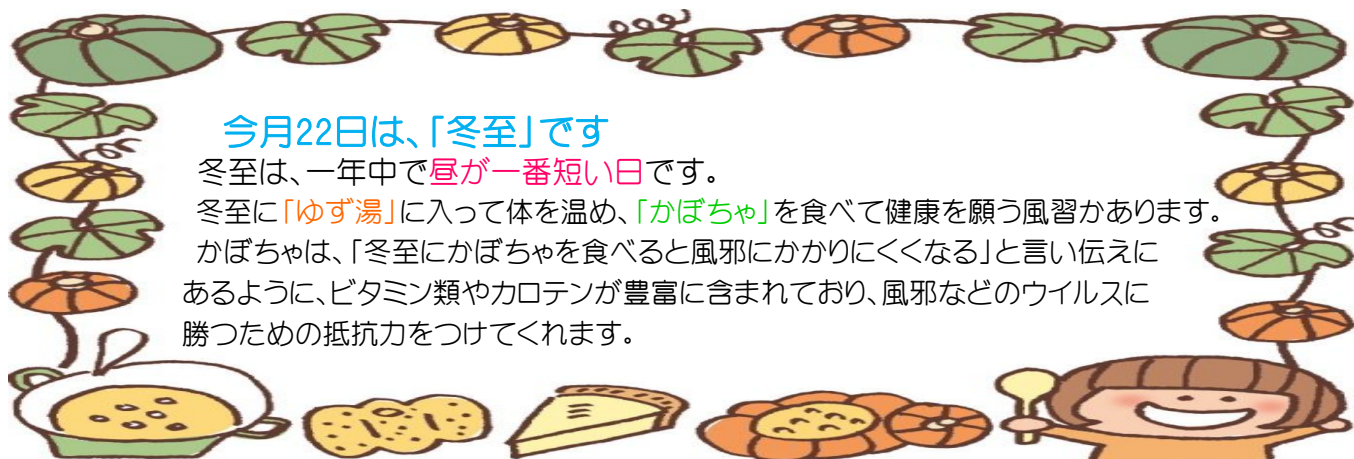 今月22日は、「冬至」です
冬至は、一年中で昼が一番短い日です。
冬至に「ゆず湯」に入って体を温め、「かぼちゃ」を食べて健康を願う風習かあります。
かぼちゃは、「冬至にかぼちゃを食べると風邪にかかりにくくなる」と言い伝えに
あるように、ビタミン類やカロテンが豊富に含まれており、風邪などのウイルスに
勝つための抵抗力をつけてくれます。